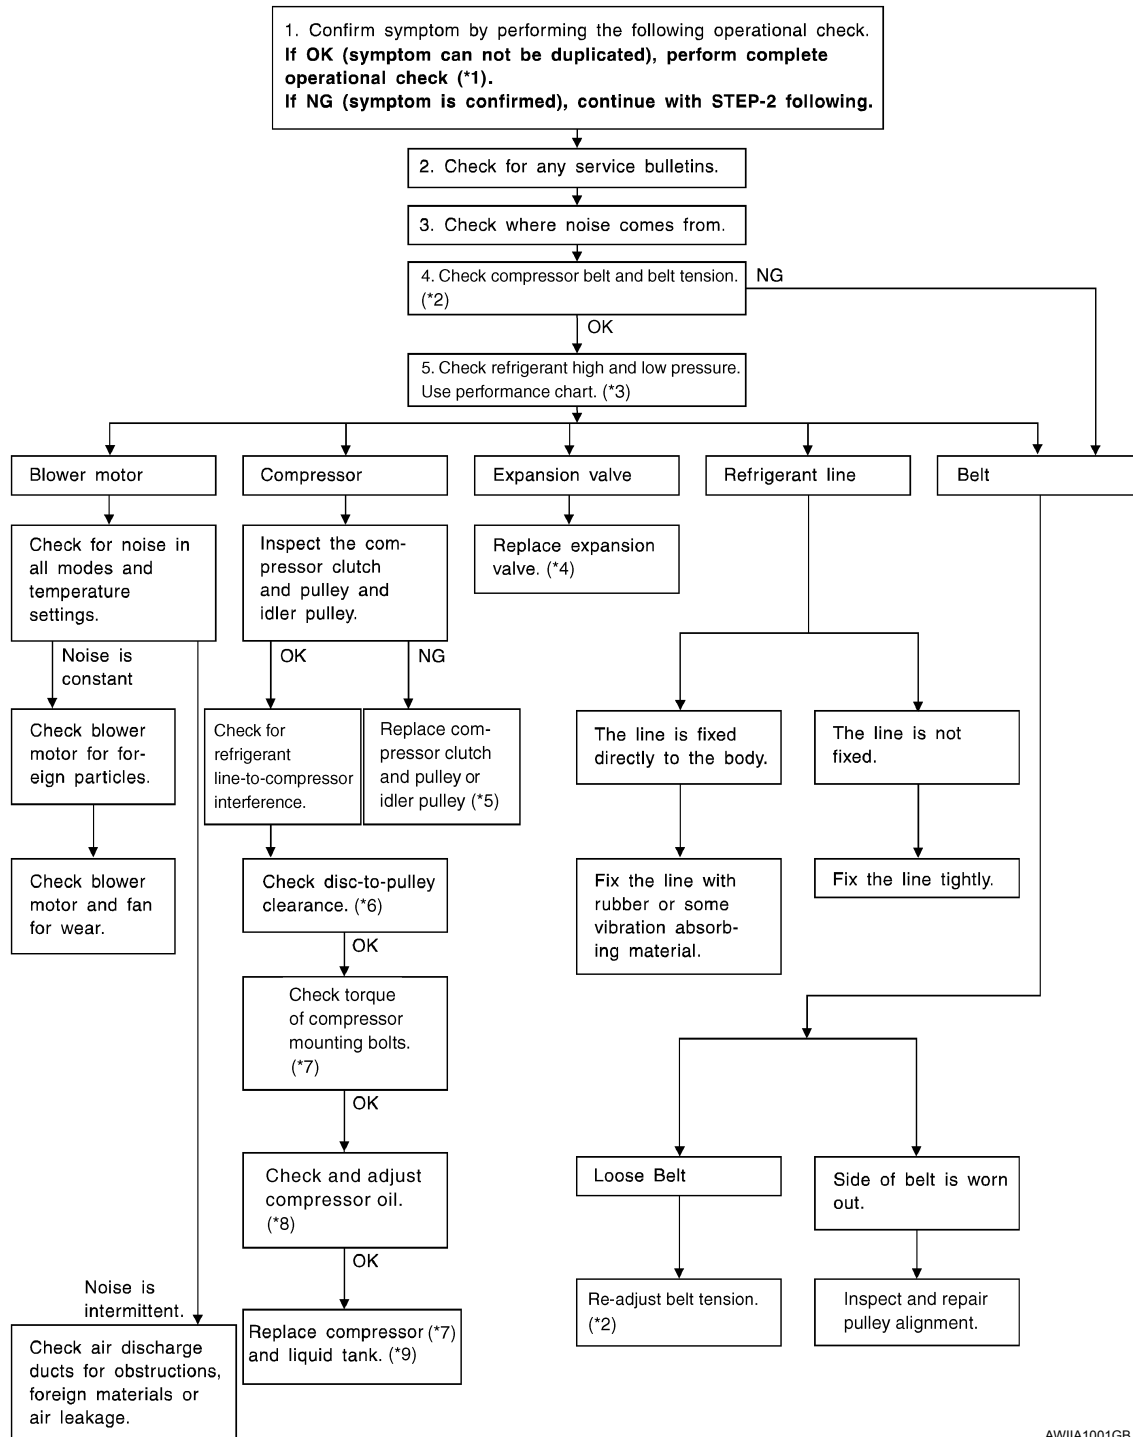 1. Confirm symptom by performing the following operational check.
If OK (symptom can not be duplicated), perform complete
operational check (*1).
If NG (symptom is confirmed), continue with STEP-2 following.
2. Check for any service bulletins.
3. Check where noise comes from.
4. Check compressor belt and belt tension.
(*2)
NG
OK
5. Check refrigerant high and low pressure.
Use performance chart. (*3)
Blower motor
Compressor
Expansion valve
Refrigerant line
Belt
Check for noise in
all modes and
temperature
settings.
Inspect the com-
pressor clutch
and pulley and
idler pulley.
Replace expansion
valve. (*4)
Noise is
constant
OK
NG
Check blower
motor for for-
eign particles.
Check for
refrigerant
line-to-compressor
interference.
Replace com-
pressor clutch
and pulley or
idler pulley (*5)
The line is fixed
directly to the body.
The line is not
fixed.
Check blower
motor and fan
for wear.
Check disc-to-pulley
clearance. (*6)
Fix the line with
rubber or some
vibration absorb-
ing material.
Fix the line tightly.
OK
Check torque
of compressor
mounting bolts.
(*7)
OK
Check and adjust
compressor oil.
(*8)
Loose Belt
Side of belt is worn
out.
OK
Noise is
intermittent.
Re-adjust belt tension.
(*2)
Inspect and repair
pulley alignment.
Check air discharge
ducts for obstructions,
foreign materials or
air leakage.
Replace compressor (*7)
and liquid tank. (*9)
AWIIA1001GB